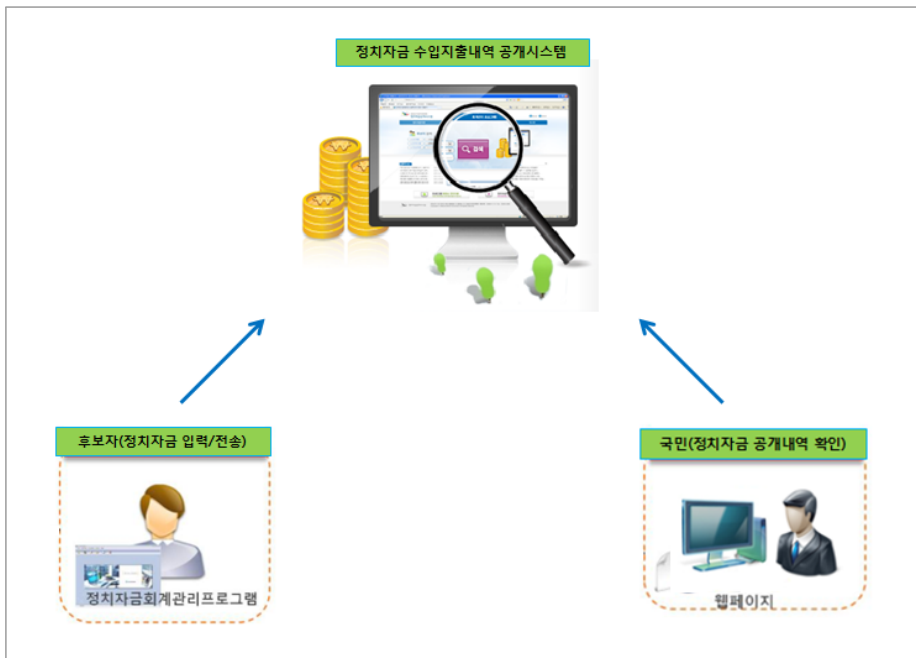 정치자금 수입지출내역 공개시스템
검색
후보자(정치자금 입력/전송)
정치자금회계관리프로그램
국민(정치자금 공개내역 확인)
웹페이지